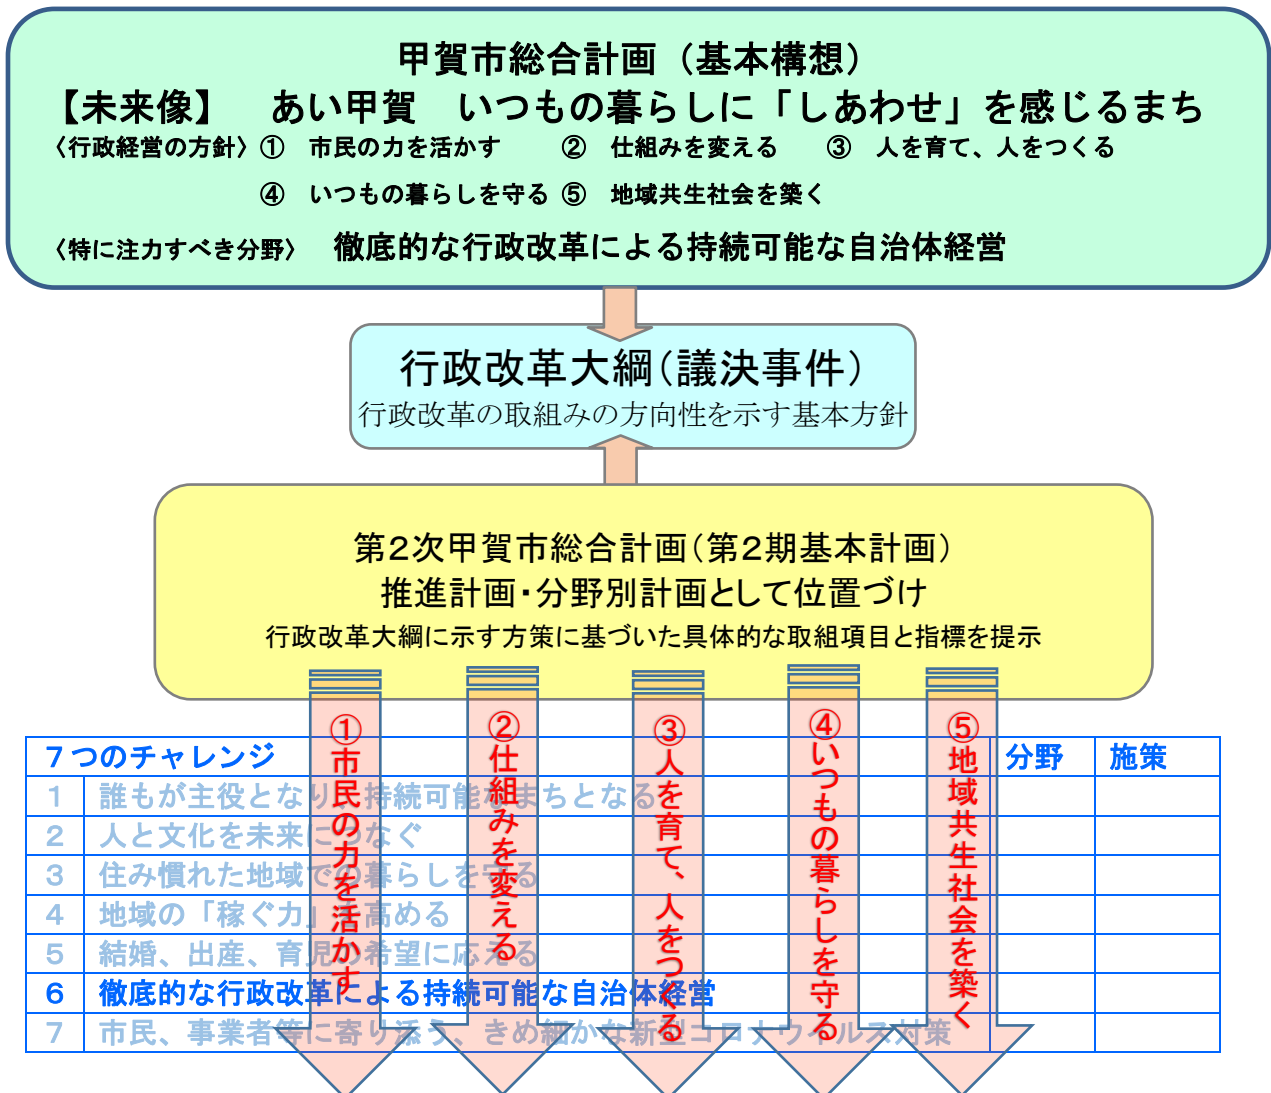 甲賀市総合計画（基本構想）
【未来像】　あい甲賀　いつもの暮らしに「しあわせ」を感じるまち
〈行政経営の方針〉①　市民の力を活かす　②　仕組みを変える　③　人を育て、人をつくる
④　いつもの暮らしを守る　⑤　地域共生社会を築く
〈特に注力すべき分野〉　徹底的な行政改革による持続可能な自治体経営
行政改革大綱（議決事件）
行政改革の取組みの方向性を示す基本方針
第２次甲賀市総合計画（第２期基本計画）
推進計画・分野別計画として位置づけ
行政改革大綱に示す方策に基づいた具体的な取組項目と指標を提示
①市民の力を活かす
②仕組みを変える
③人を育て、人をつくる
④いつもの暮らしを守る
⑤地域共生社会を築く
７つのチャレンジ　分野　施策
1　誰もが主役となり、持続可能なまちとなる
2　人と文化を未来につなぐ
3　住み慣れた地域での暮らしを守る
4　地域の「稼ぐ力」を高める
5　結婚、出産、育児の希望に応える
6　徹底的な行政改革による持続可能な自治体経営
7　市民、事業者等に寄り添う、きめ細かな新型コロナウイルス対策